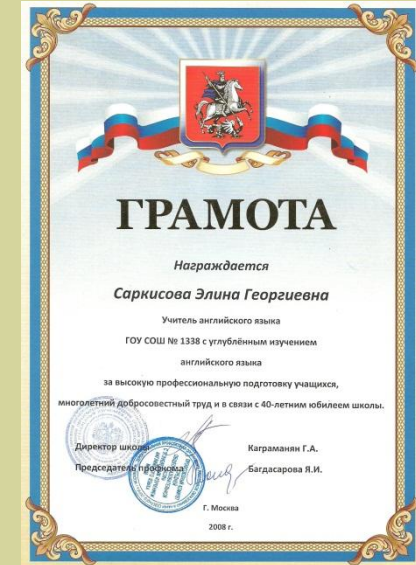 ГРАМОТА
Награждается
Саркисова Элина Георгиевна
Учитель английского языка
ГОУ СОШ № 1338 с углублённым изучением
английского языка
за высокую профессиональную подготовку учащихся,
многолетний добросовестный труд и в связи с 40-летним юбилеем школы.
Директор школы Каграманян Г.А.
Председатель профкома Багдасарова Я.И.
Г. Москва
2008 г.